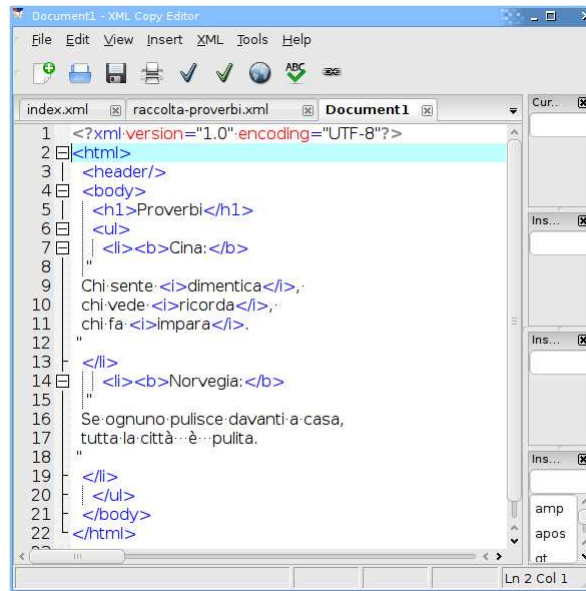 Document1 - XML Copy Editor
File Edit View Insert XML Tools Help
ABC
index.xml raccolta-proverbi.xml Document1
Cur..
1 <?xml·version="1.0"·encoding="UTF-8"?>
2 <html>
3 <header/>
4 <body>
5 <h1>Proverbi</h1>
6 <ul>
7 <li><b>Cina:</b>
8 "
9 Chi·sente·<i>dimentica</i>,·
10 chi·vede·<i>ricorda</i>,·
11 chi·fa·<i>impara</i>.
12 "
13 </li>
14 <li><b>Norvegia:</b>
15 "
16 Se·ognuno·pulisce·davanti·a·casa,
17 tutta·la·città···è···pulita.
18 "
19 </li>
20 </ul>
21 </body>
22 </html>
Ins...
Ins...
Ins...
amp
apos
gt
Ln 2 Col 1